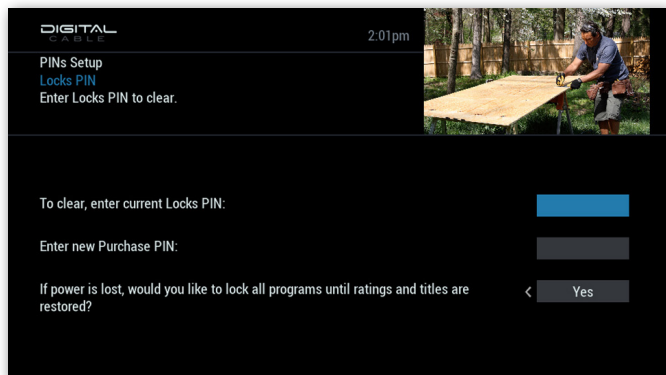 DIGITAL
CABLE
2:01pm
PINs Setup
Locks PIN
Enter Locks PIN to clear.
To clear, enter current Locks PIN:
Enter new Purchase PIN:
If power is lost, would you like to lock all programs until ratings and titles are
restored?
< Yes